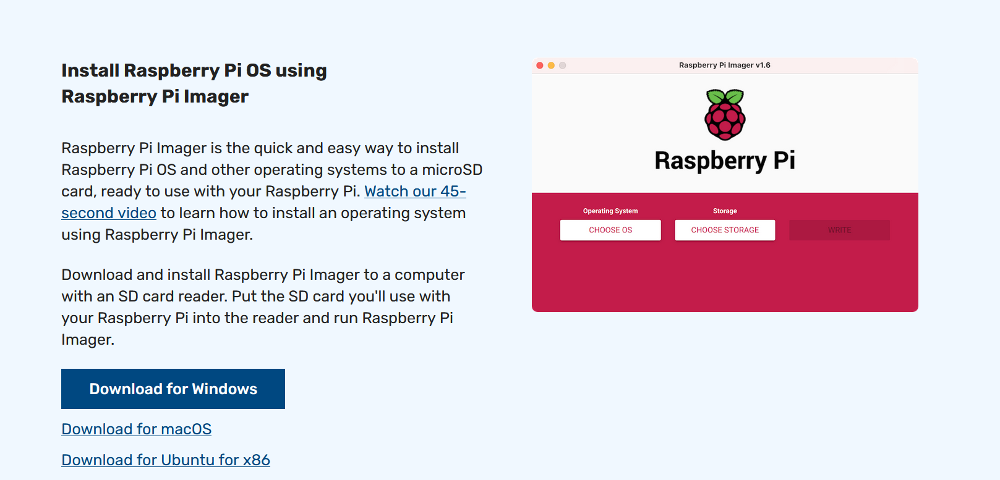 Install Raspberry Pi OS using
Raspberry Pi Imager
Raspberry Pi Imager is the quick and easy way to install
Raspberry Pi OS and other operating systems to a microSD
card, ready to use with your Raspberry Pi. Watch our 45-
second video to learn how to install an operating system
using Raspberry Pi Imager.
Download and install Raspberry Pi Imager to a computer
with an SD card reader. Put the SD card you'll use with
your Raspberry Pi into the reader and run Raspberry Pi
Imager.
Download for Windows
Download for macOS
Download for Ubuntu for x86
Raspberry Pi Imager v1.6
Raspberry Pi
Operating System
Storage
CHOOSE OS
CHOOSE STORAGE
WRITE